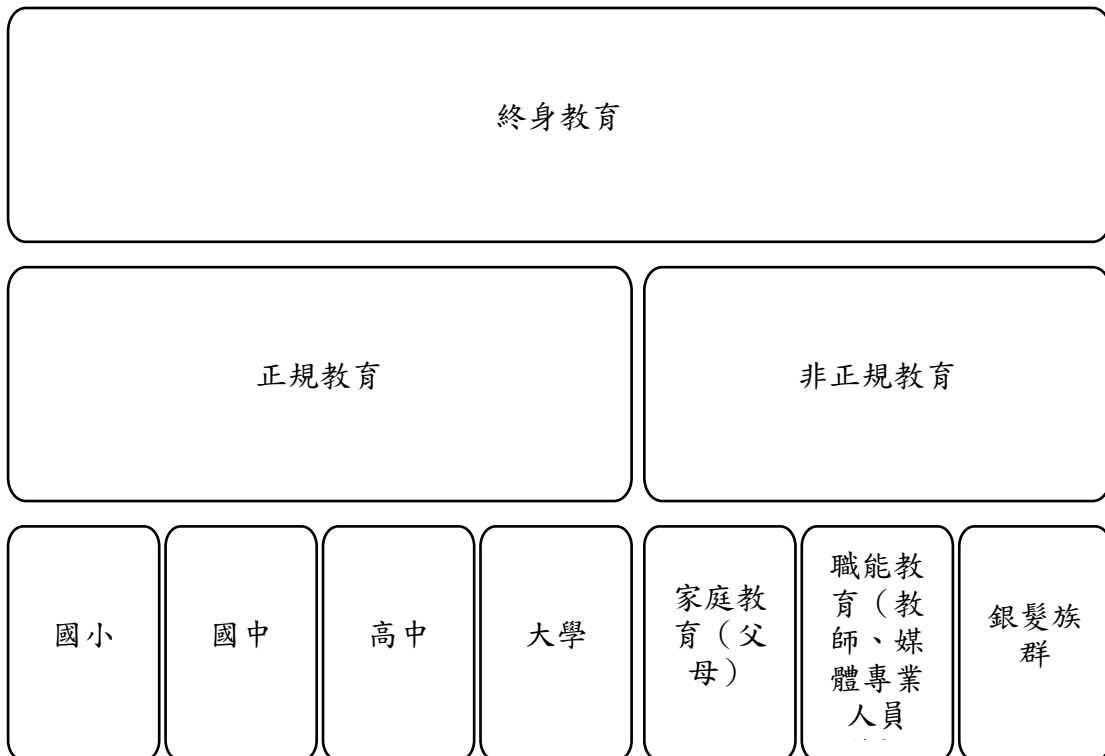 終身教育
正規教育
非正規教育
國小
國中
高中
大學
家庭教
育（父
母）
職能教
育（教
師、媒
體專業
人員
銀髮族
群